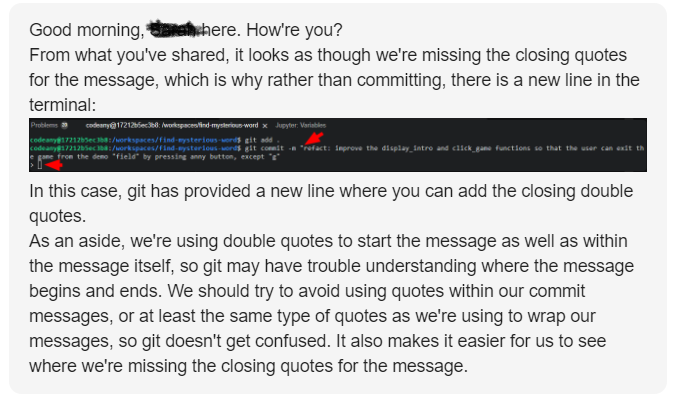 Good morning, here. How're you?
From what you've shared, it looks as though we're missing the closing quotes
for the message, which is why rather than committing, there is a new line in the
terminal:
Problems codeany@17212b5ec3b8: /workspaces/find-mysterious-word × Jupyter: Variables
codeany@17212b5ec3b8:/workspaces/find-mysterious-word$ git add .
codeany@17212b5ec3b8:/workspaces/find-mysterious-word$ git commit -m "refact: improve the display_intro and click_game functions so that the user can exit th
e game from the demo "field" by pressing anny button, except "g"
>
In this case, git has provided a new line where you can add the closing double
quotes.
As an aside, we're using double quotes to start the message as well as within
the message itself, so git may have trouble understanding where the message
begins and ends. We should try to avoid using quotes within our commit
messages, or at least the same type of quotes as we're using to wrap our
messages, so git doesn't get confused. It also makes it easier for us to see
where we're missing the closing quotes for the message.